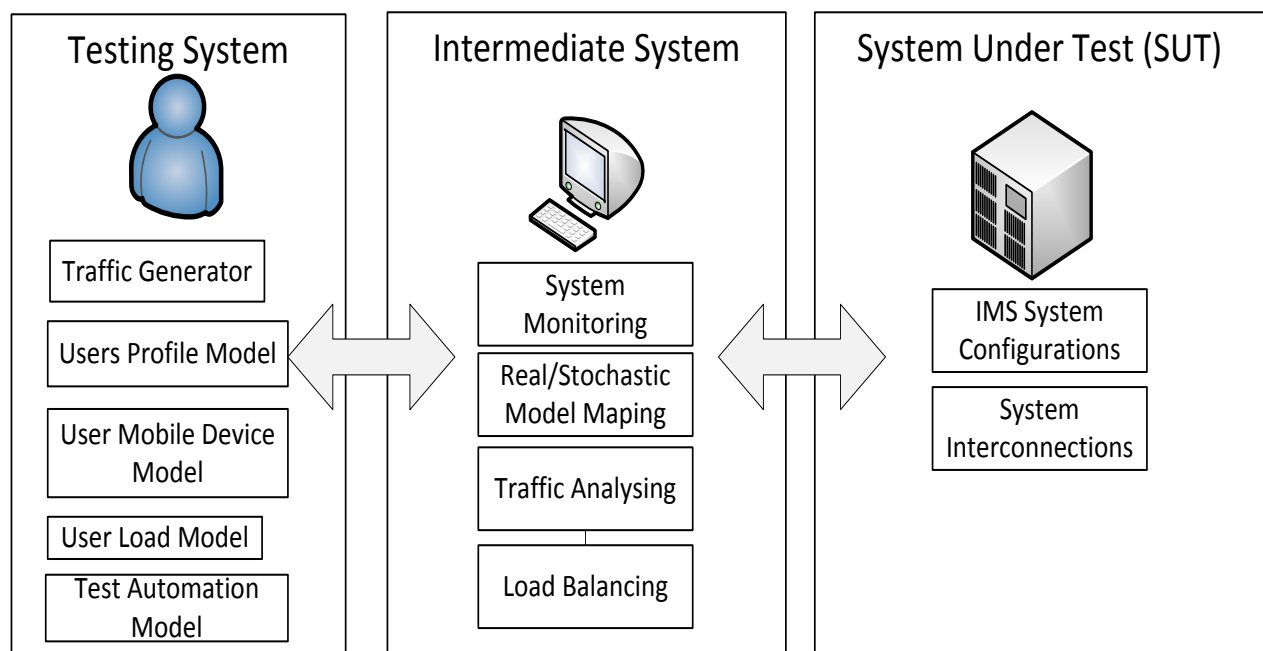 Testing System
Traffic Generator
Users Profile Model
User Mobile Device
Model
User Load Model
Test Automation
Model
Intermediate System
System
Monitoring
Real/Stochastic
Model Maping
Traffic Analysing
Load Balancing
System Under Test (SUT)
IMS System
Configurations
System
Interconnections